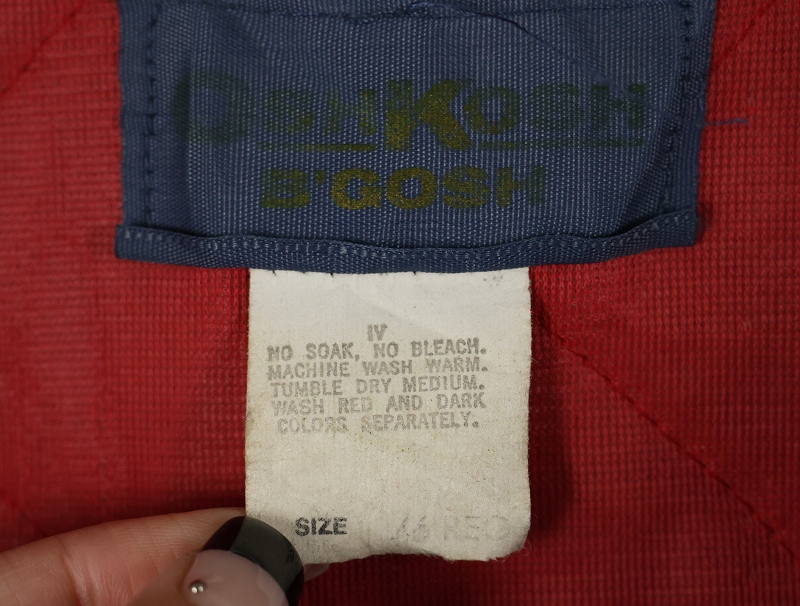 OSHKOSH
B'GOSH
IV
NO SOAK, NO BLEACH.
MACHINE WASH WARM.
TUMBLE DRY MEDIUM.
WASH RED AND DARK
COLORS SEPARATELY.
SIZE REG